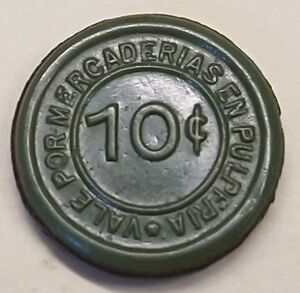 VALE POR MERCADERIAS EN PULPERIA
10¢